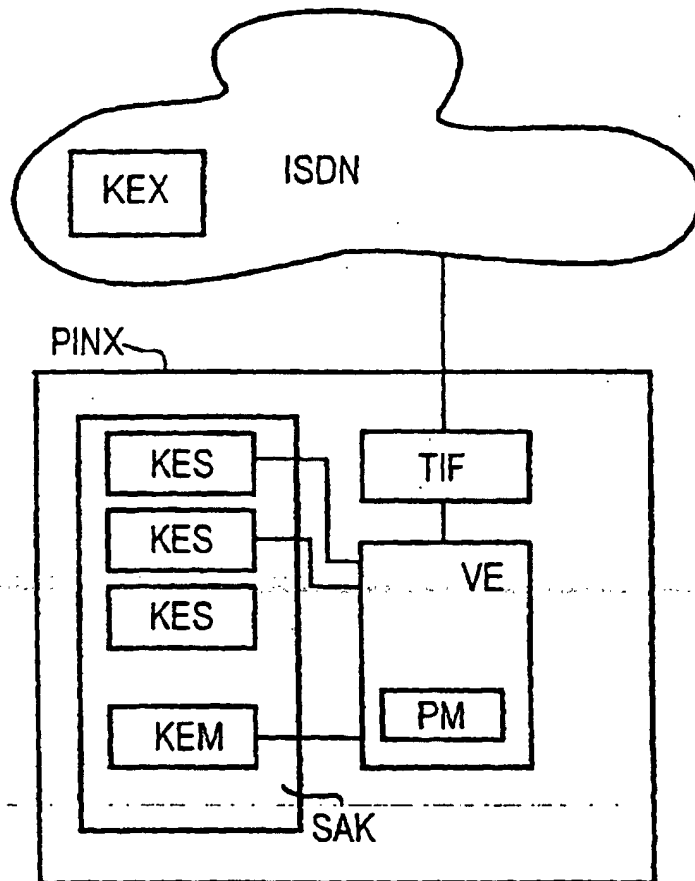 KEX
ISDN
PINX
KES
TIF
KES
VE
KES
PM
KEM
SAK